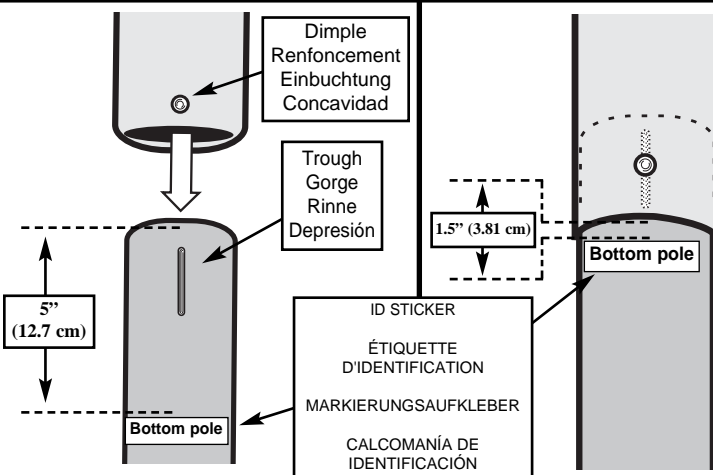 Dimple
Renfoncement
Einbuchtung
Concavidad
Trough
Gorge
Rinne
Depresión
5”
(12.7 cm)
Bottom pole
1.5” (3.81 cm)
Bottom pole
ID STICKER
ÉTIQUETTE
D'IDENTIFICATION
MARKIERUNGSAUFKLEBER
CALCOMANÍA DE
IDENTIFICACIÓN